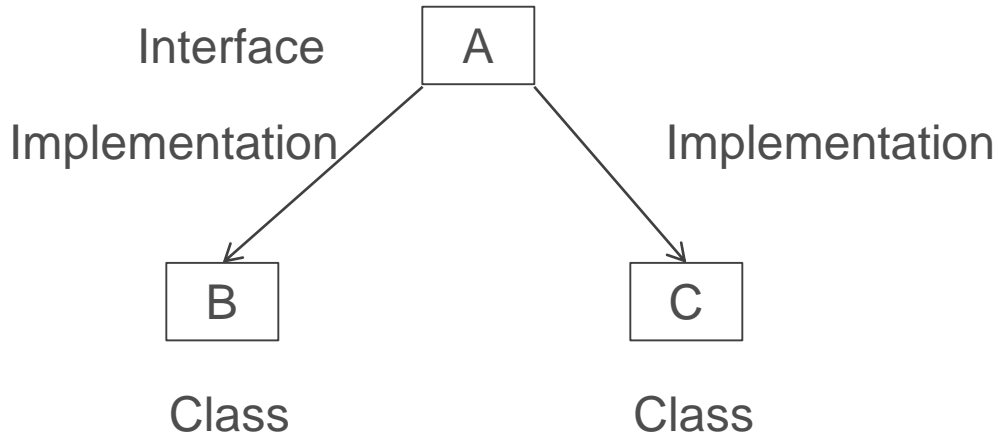 Interface A
Implementation Implementation
B C
Class Class